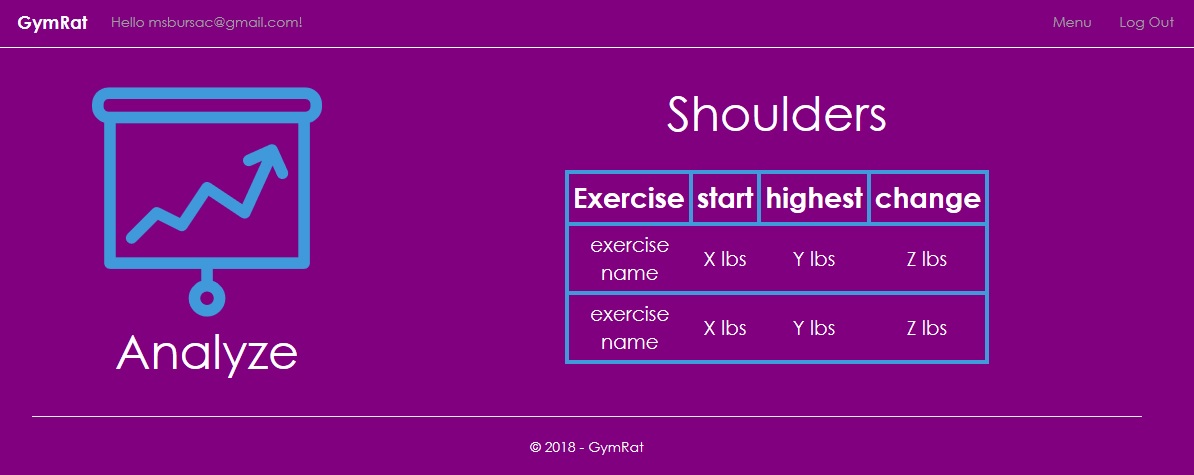 GymRat Hello msbursac@gmail.com! Menu Log Out
Analyze
Shoulders
Exercise start highest change
exercise name X lbs Y lbs Z lbs
exercise name X lbs Y lbs Z lbs
© 2018 - GymRat